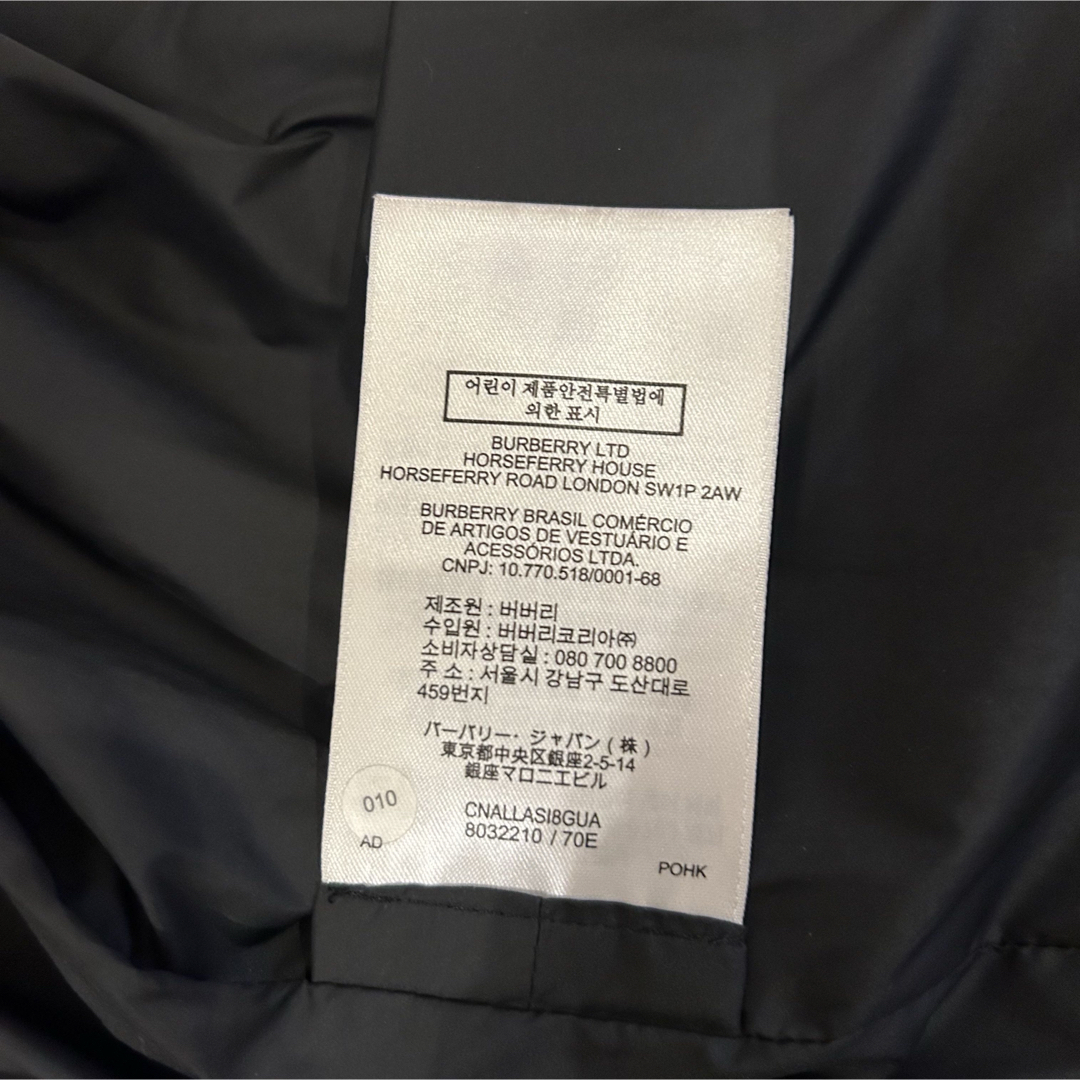 어린이 제품안전특별법에
의한 표시
BURBERRY LTD
HORSEFERRY HOUSE
HORSEFERRY ROAD LONDON SW1P 2AW
BURBERRY BRASIL COMÉRCIO
DE ARTIGOS DE VESTUÁRIO E
ACESSÓRIOS LTDA.
CNPJ: 10.770.518/0001-68
제조원 : 버버리
수입원 : 버버리코리아㈜
소비자상담실 : 080 700 8800
주 소 : 서울시 강남구 도산대로
459번지
バーバリー・ジャパン ( 株 )
東京都中央区銀座2-5-14
銀座マロニエビル
010
AD
CNALLASI8GUA
8032210 / 70E
POHK